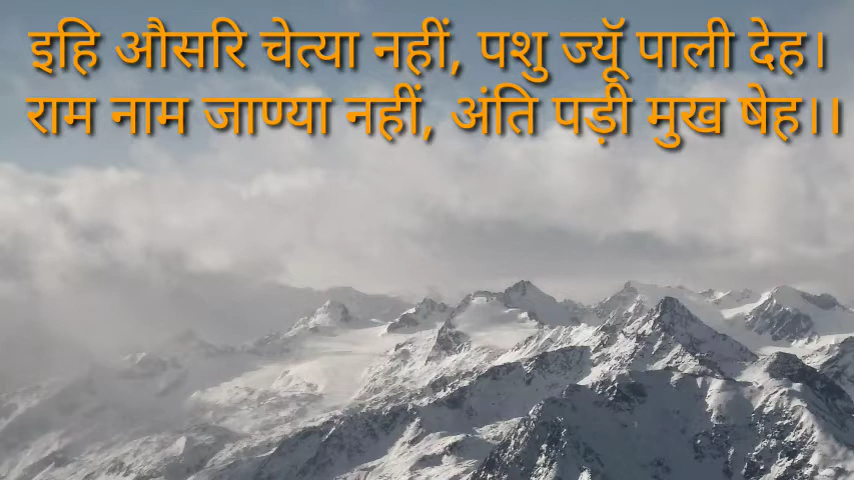 इहि औसरि चेत्या नहीं, पशु ज्यूॅ पाली देह।
राम नाम जाण्या नहीं, अंति पड़ी मुख षेह।।